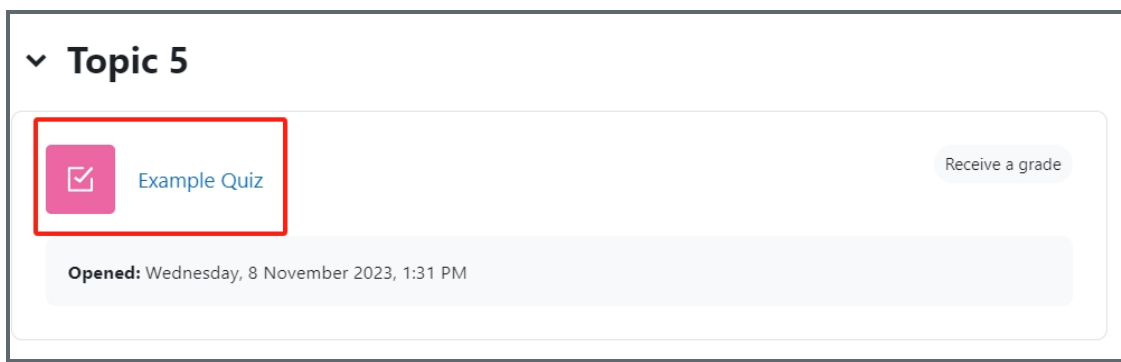 Topic 5
Example Quiz
Receive a grade
Opened: Wednesday, 8 November 2023, 1:31 PM